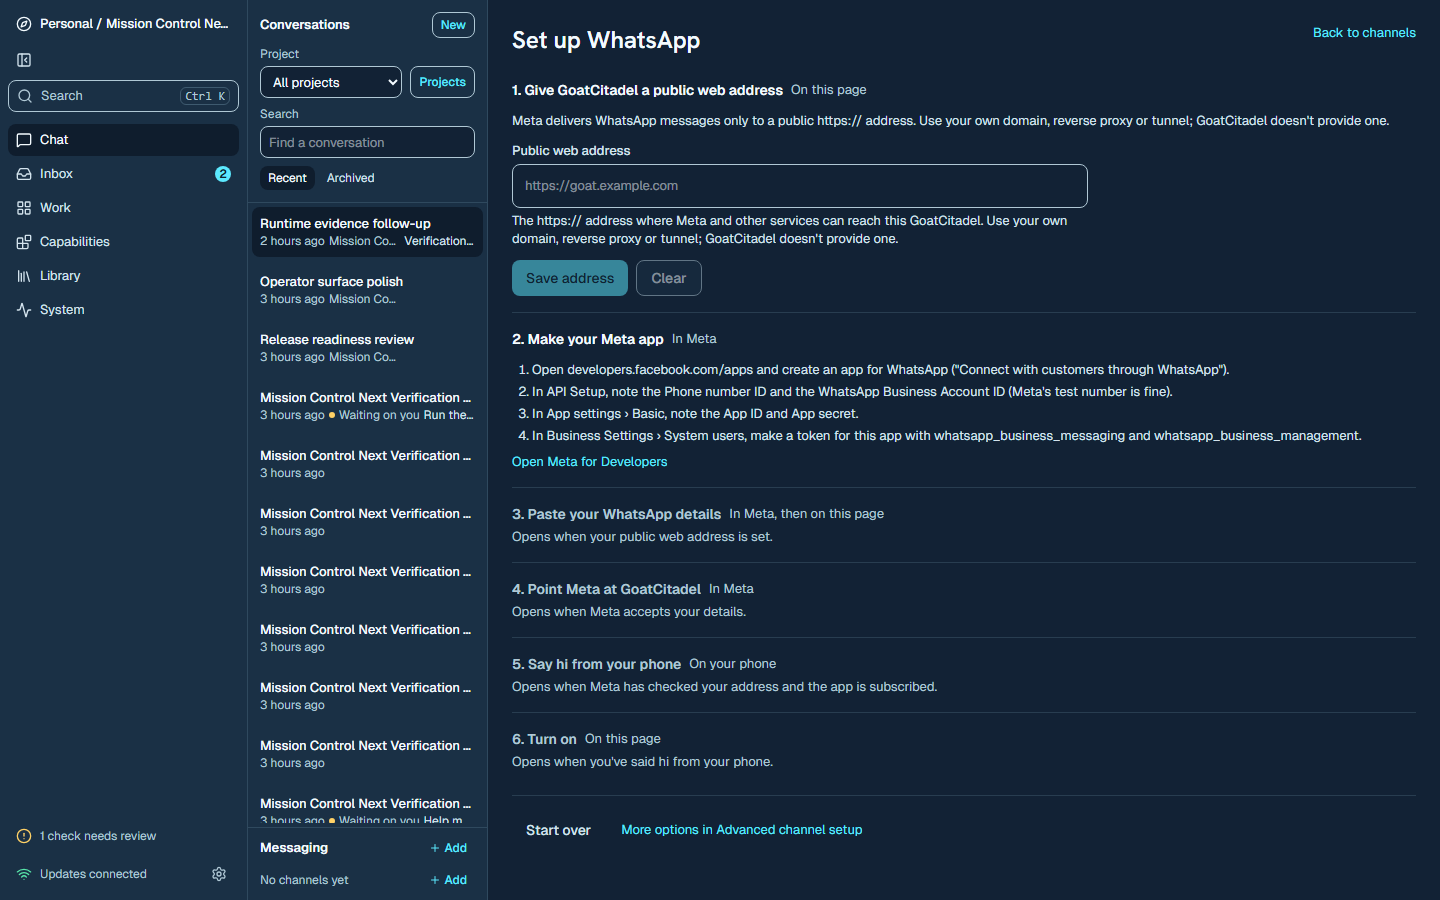 Personal / Mission Control Ne...
Search
Ctrl K
Chat
Inbox
2
Work
Capabilities
Library
System
1 check needs review
Updates connected
Conversations
New
Project
All projects
Projects
Search
Find a conversation
Recent
Archived
Runtime evidence follow-up
2 hours ago Mission Co... Verification...
Operator surface polish
3 hours ago Mission Co...
Release readiness review
3 hours ago Mission Co...
Mission Control Next Verification ...
3 hours ago Waiting on you Run the...
Mission Control Next Verification ...
3 hours ago
Mission Control Next Verification ...
3 hours ago
Mission Control Next Verification ...
3 hours ago
Mission Control Next Verification ...
3 hours ago
Mission Control Next Verification ...
3 hours ago
Mission Control Next Verification ...
3 hours ago
Mission Control Next Verification ...
3 hours ago Waiting on you Help m...
Messaging
+ Add
No channels yet
+ Add
Set up WhatsApp
Back to channels
1. Give GoatCitadel a public web address On this page
Meta delivers WhatsApp messages only to a public https:// address. Use your own domain, reverse proxy or tunnel; GoatCitadel doesn't provide one.
Public web address
https://goat.example.com
The https:// address where Meta and other services can reach this GoatCitadel. Use your own
domain, reverse proxy or tunnel; GoatCitadel doesn't provide one.
Save address
Clear
2. Make your Meta app In Meta
1. Open developers.facebook.com/apps and create an app for WhatsApp ("Connect with customers through WhatsApp").
2. In API Setup, note the Phone number ID and the WhatsApp Business Account ID (Meta's test number is fine).
3. In App settings › Basic, note the App ID and App secret.
4. In Business Settings › System users, make a token for this app with whatsapp_business_messaging and whatsapp_business_management.
Open Meta for Developers
3. Paste your WhatsApp details In Meta, then on this page
Opens when your public web address is set.
4. Point Meta at GoatCitadel In Meta
Opens when Meta accepts your details.
5. Say hi from your phone On your phone
Opens when Meta has checked your address and the app is subscribed.
6. Turn on On this page
Opens when you've said hi from your phone.
Start over
More options in Advanced channel setup